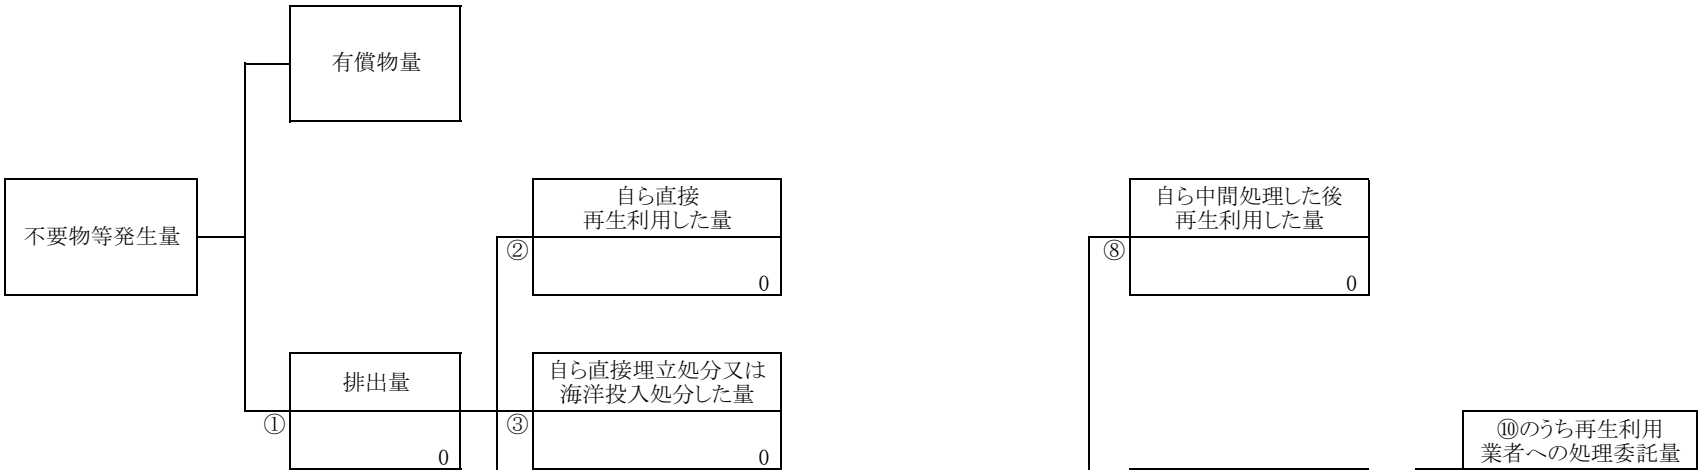 有償物量
不要物等発生量
自ら直接
再生利用した量
②
0
自ら中間処理した後
再生利用した量
⑧
0
排出量
①
0
自ら直接埋立処分又は
海洋投入処分した量
③
0
⑩のうち再生利用
業者への処理委託量